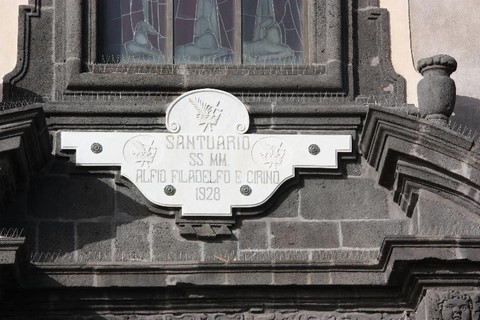 SANTUARIO
SS. MM.
ALFIO FILADELFO E CIRINO
1928